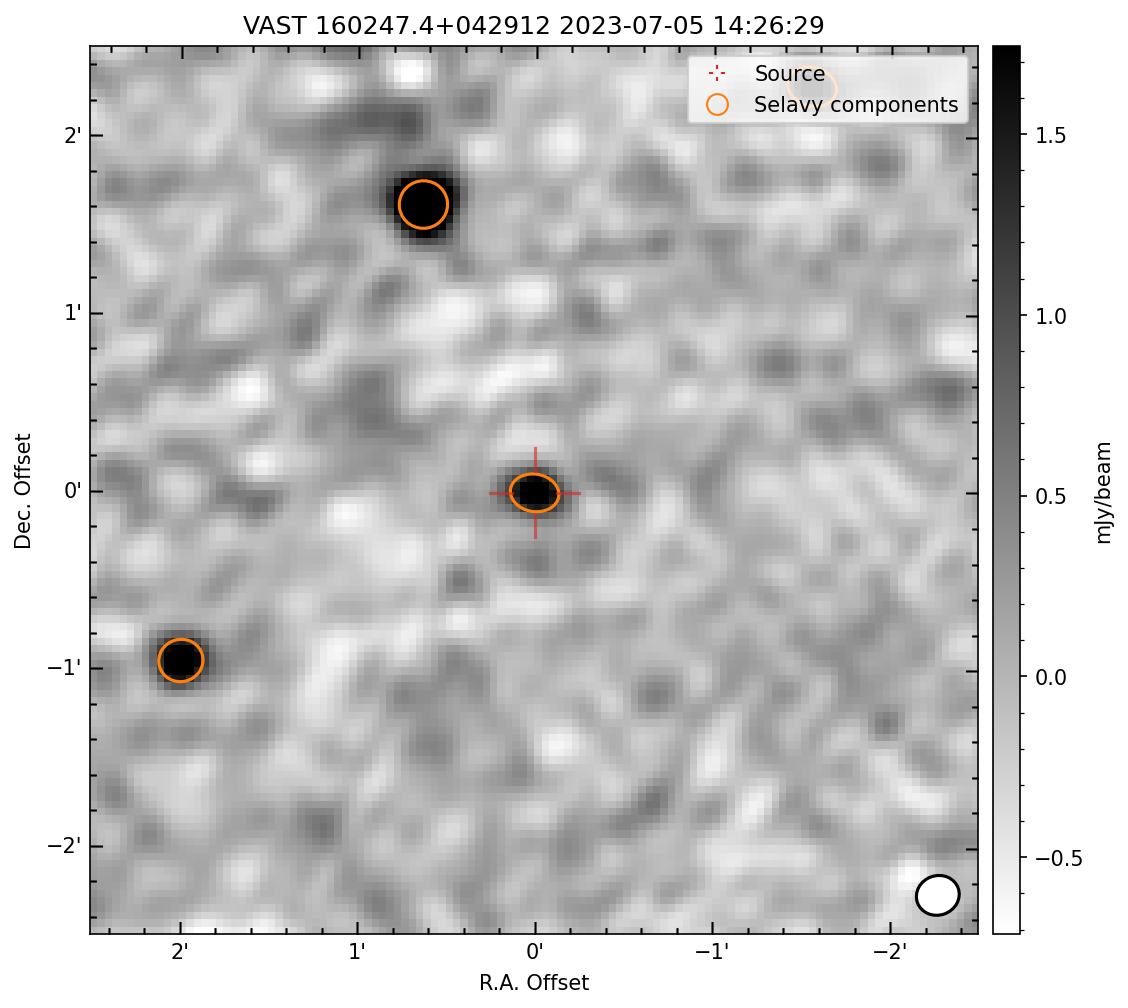 VAST 160247.4+042912 2023-07-05 14:26:29
Source
Selavy components
2'
1'
0'
−1'
−2'
Dec. Offset
2'
1'
0'
−1'
−2'
R.A. Offset
1.5
1.0
0.5
0.0
−0.5
mJy/beam